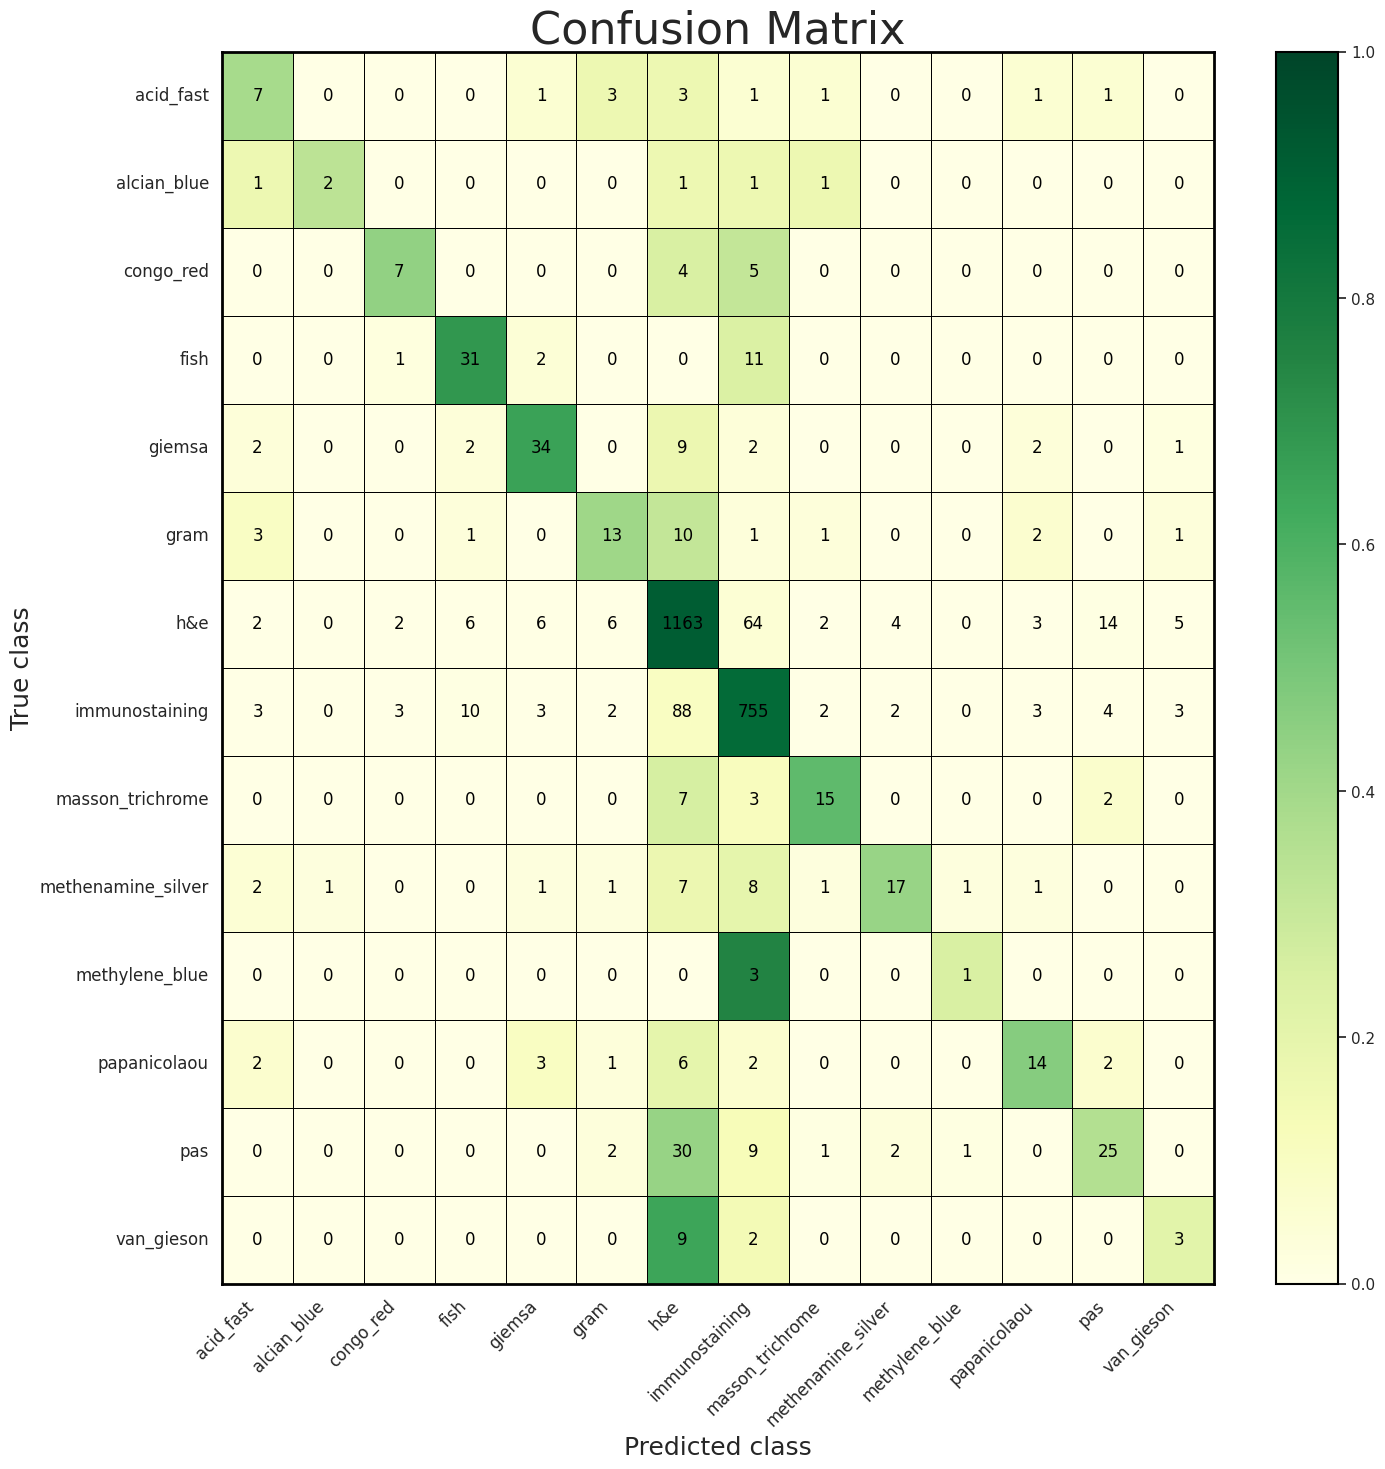 Confusion Matrix
acid_fast 7 0 0 0 1 3 3 1 1 0 0 1 1 0
alcian_blue 1 2 0 0 0 0 1 1 1 0 0 0 0 0
congo_red 0 0 7 0 0 0 4 5 0 0 0 0 0 0
fish 0 0 1 31 2 0 0 11 0 0 0 0 0 0
giemsa 2 0 0 2 34 0 9 2 0 0 0 2 0 1
gram 3 0 0 1 0 13 10 1 1 0 0 2 0 1
h&e 2 0 2 6 6 6 1163 64 2 4 0 3 14 5
immunostaining 3 0 3 10 3 2 88 755 2 2 0 3 4 3
masson_trichrome 0 0 0 0 0 0 7 3 15 0 0 0 2 0
methenamine_silver 2 1 0 0 1 1 7 8 1 17 1 1 0 0
methylene_blue 0 0 0 0 0 0 0 3 0 0 1 0 0 0
papanicolaou 2 0 0 0 3 1 6 2 0 0 0 14 2 0
pas 0 0 0 0 0 2 30 9 1 2 1 0 25 0
van_gieson 0 0 0 0 0 0 9 2 0 0 0 0 0 3
acid_fast
alcian_blue
congo_red
fish
giemsa
gram
h&e
immunostaining
masson_trichrome
methenamine_silver
methylene_blue
papanicolaou
pas
van_gieson
Predicted class
True class
1.0
0.8
0.6
0.4
0.2
0.0